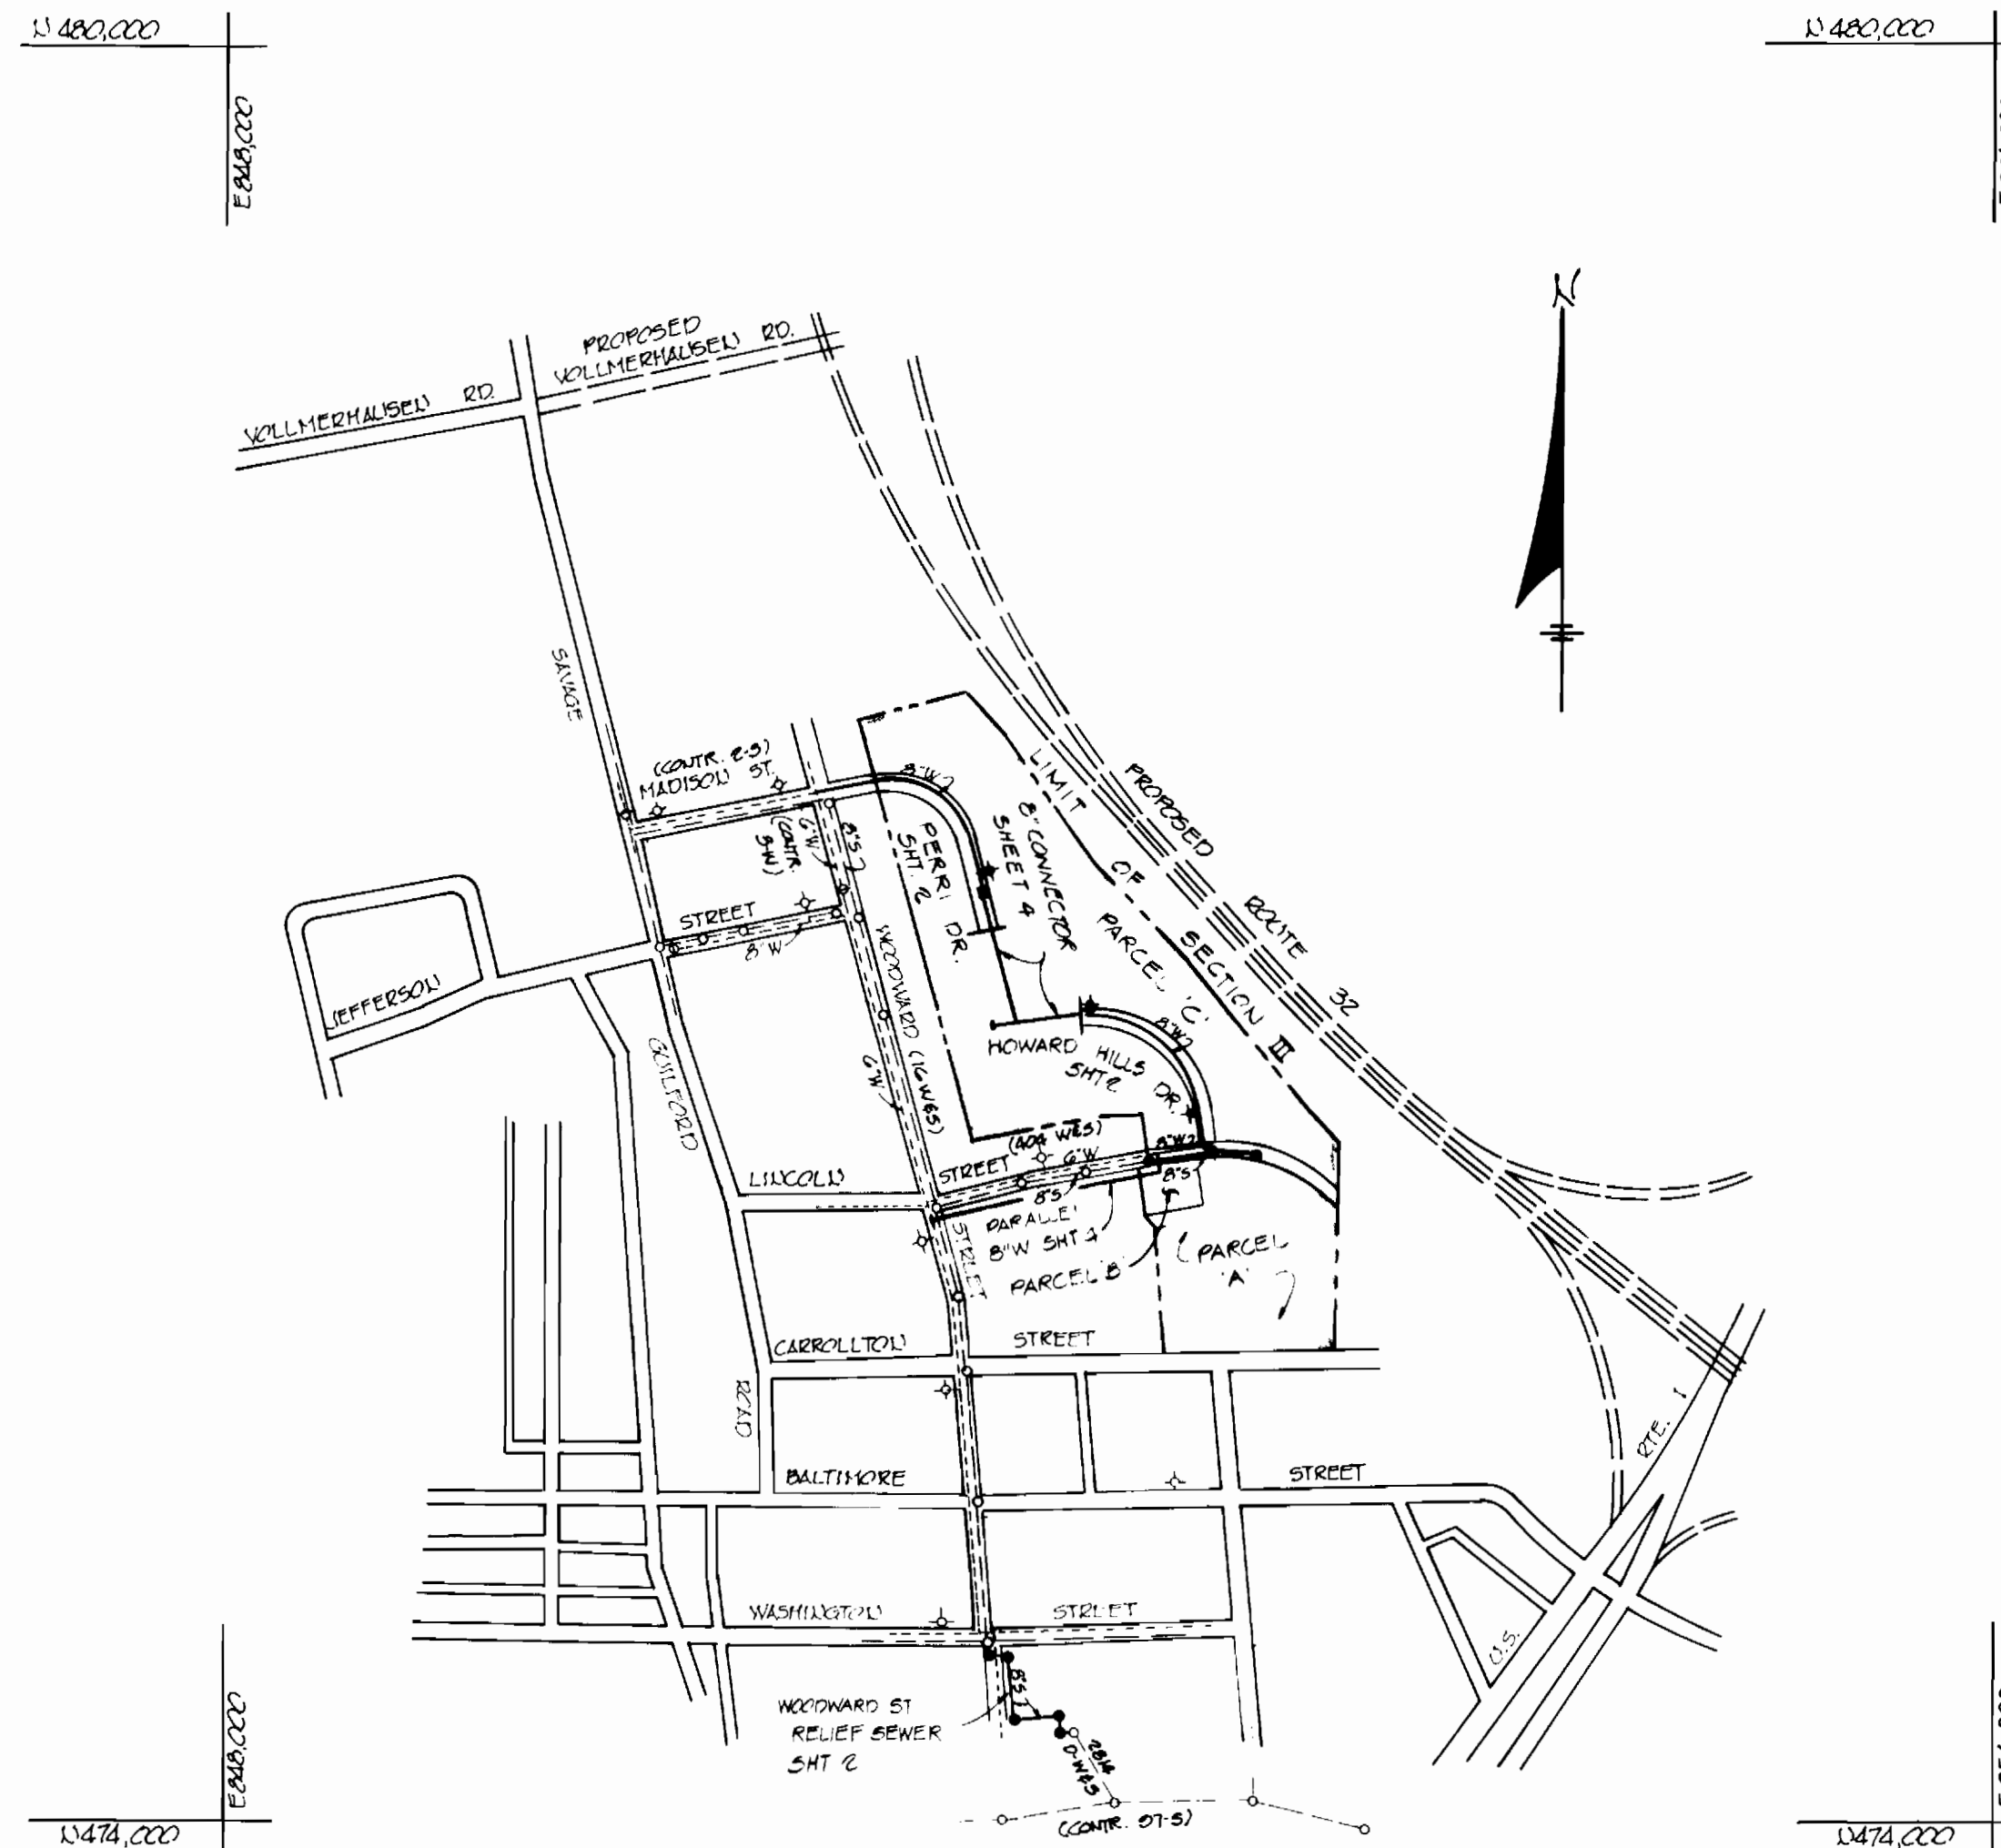 N 480,000
N 480,000
E 848,000
N
PROPOSED
VOLLMERHAUSEN RD.
VOLLMERHAUSEN RD.
SAVAGE
(CONTR. 2-S)
MADISON ST.
8"W
6"W
(CONTR.
8"S
PERRI DR.
SHT. 2
8" CONNECTOR
SHEET 4
LIMIT OF SECTION III
PROPOSED ROUTE 32
PARCEL 'C'
STREET
8"W
JEFFERSON
WOODWARD (16 W&S)
6"W
GUILFORD
HOWARD HILLS DR.
SHT 2
8"W
(404 W&S)
STREET
6"W
8"W
8"S
8"S
LINCOLN
STREET
PARALLEL
8"W SHT 4
PARCEL 'B'
PARCEL
'A'
CARROLLTON STREET
ROAD
BALTIMORE STREET
U.S. RTE. 1
WASHINGTON STREET
8"S
WOODWARD ST
RELIEF SEWER
SHT 2
D-W&S
(CONTR. 57-S)
E 848,000
N 474,000
N 474,000